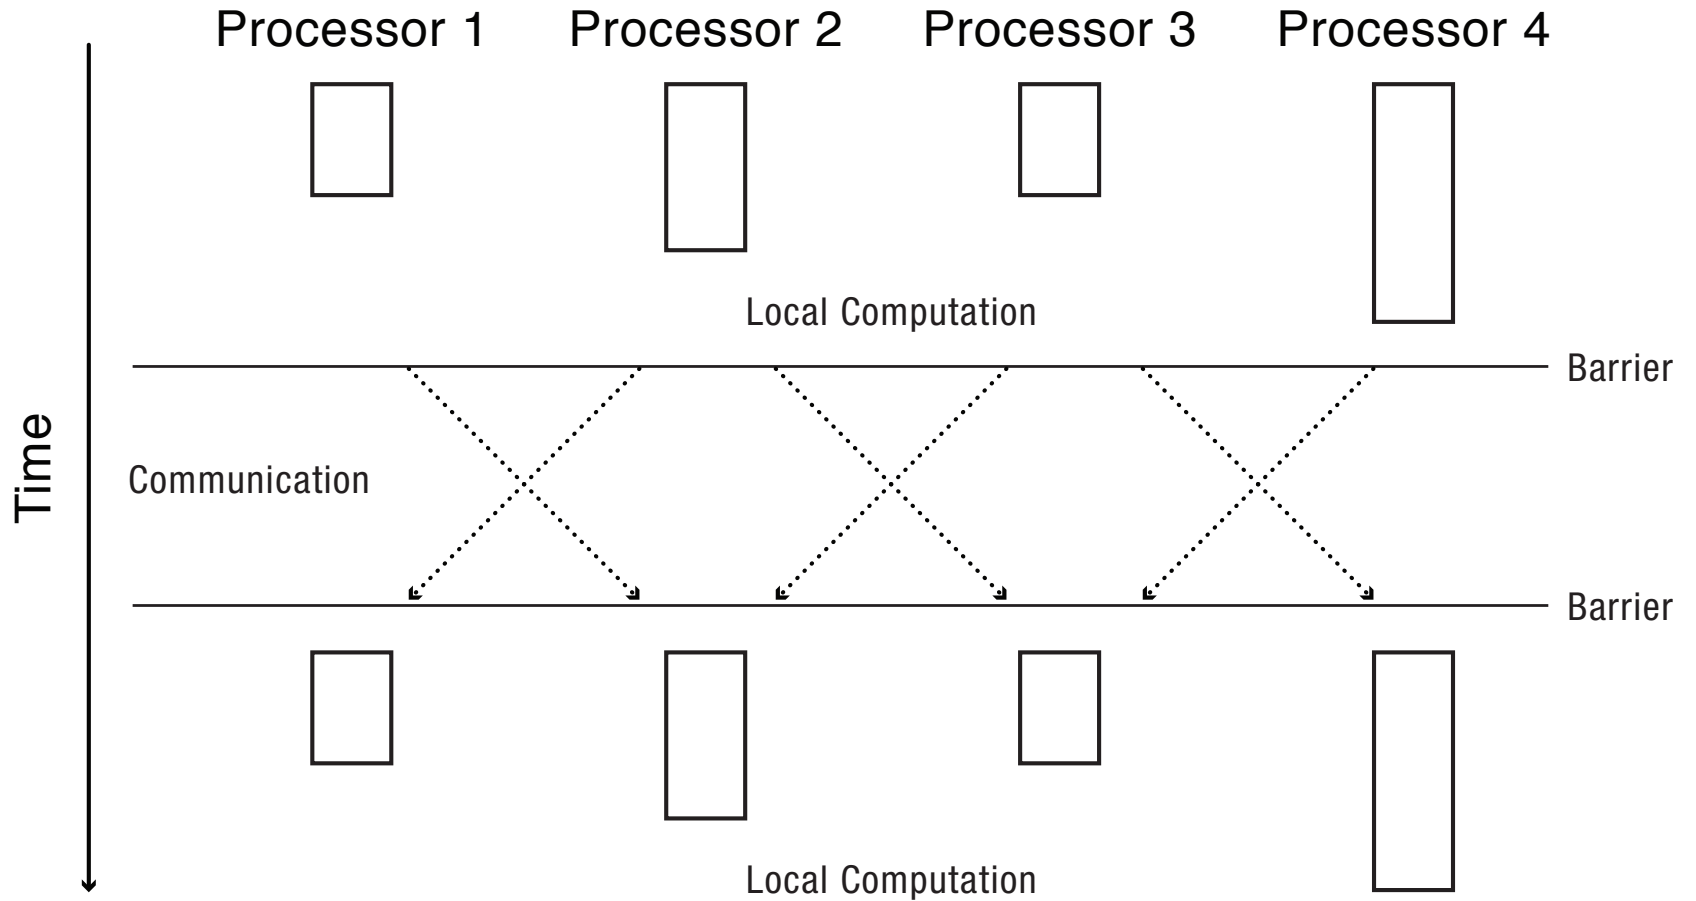 Processor 1
Processor 2
Processor 3
Processor 4
Local Computation
Barrier
Time
Communication
Barrier
Local Computation